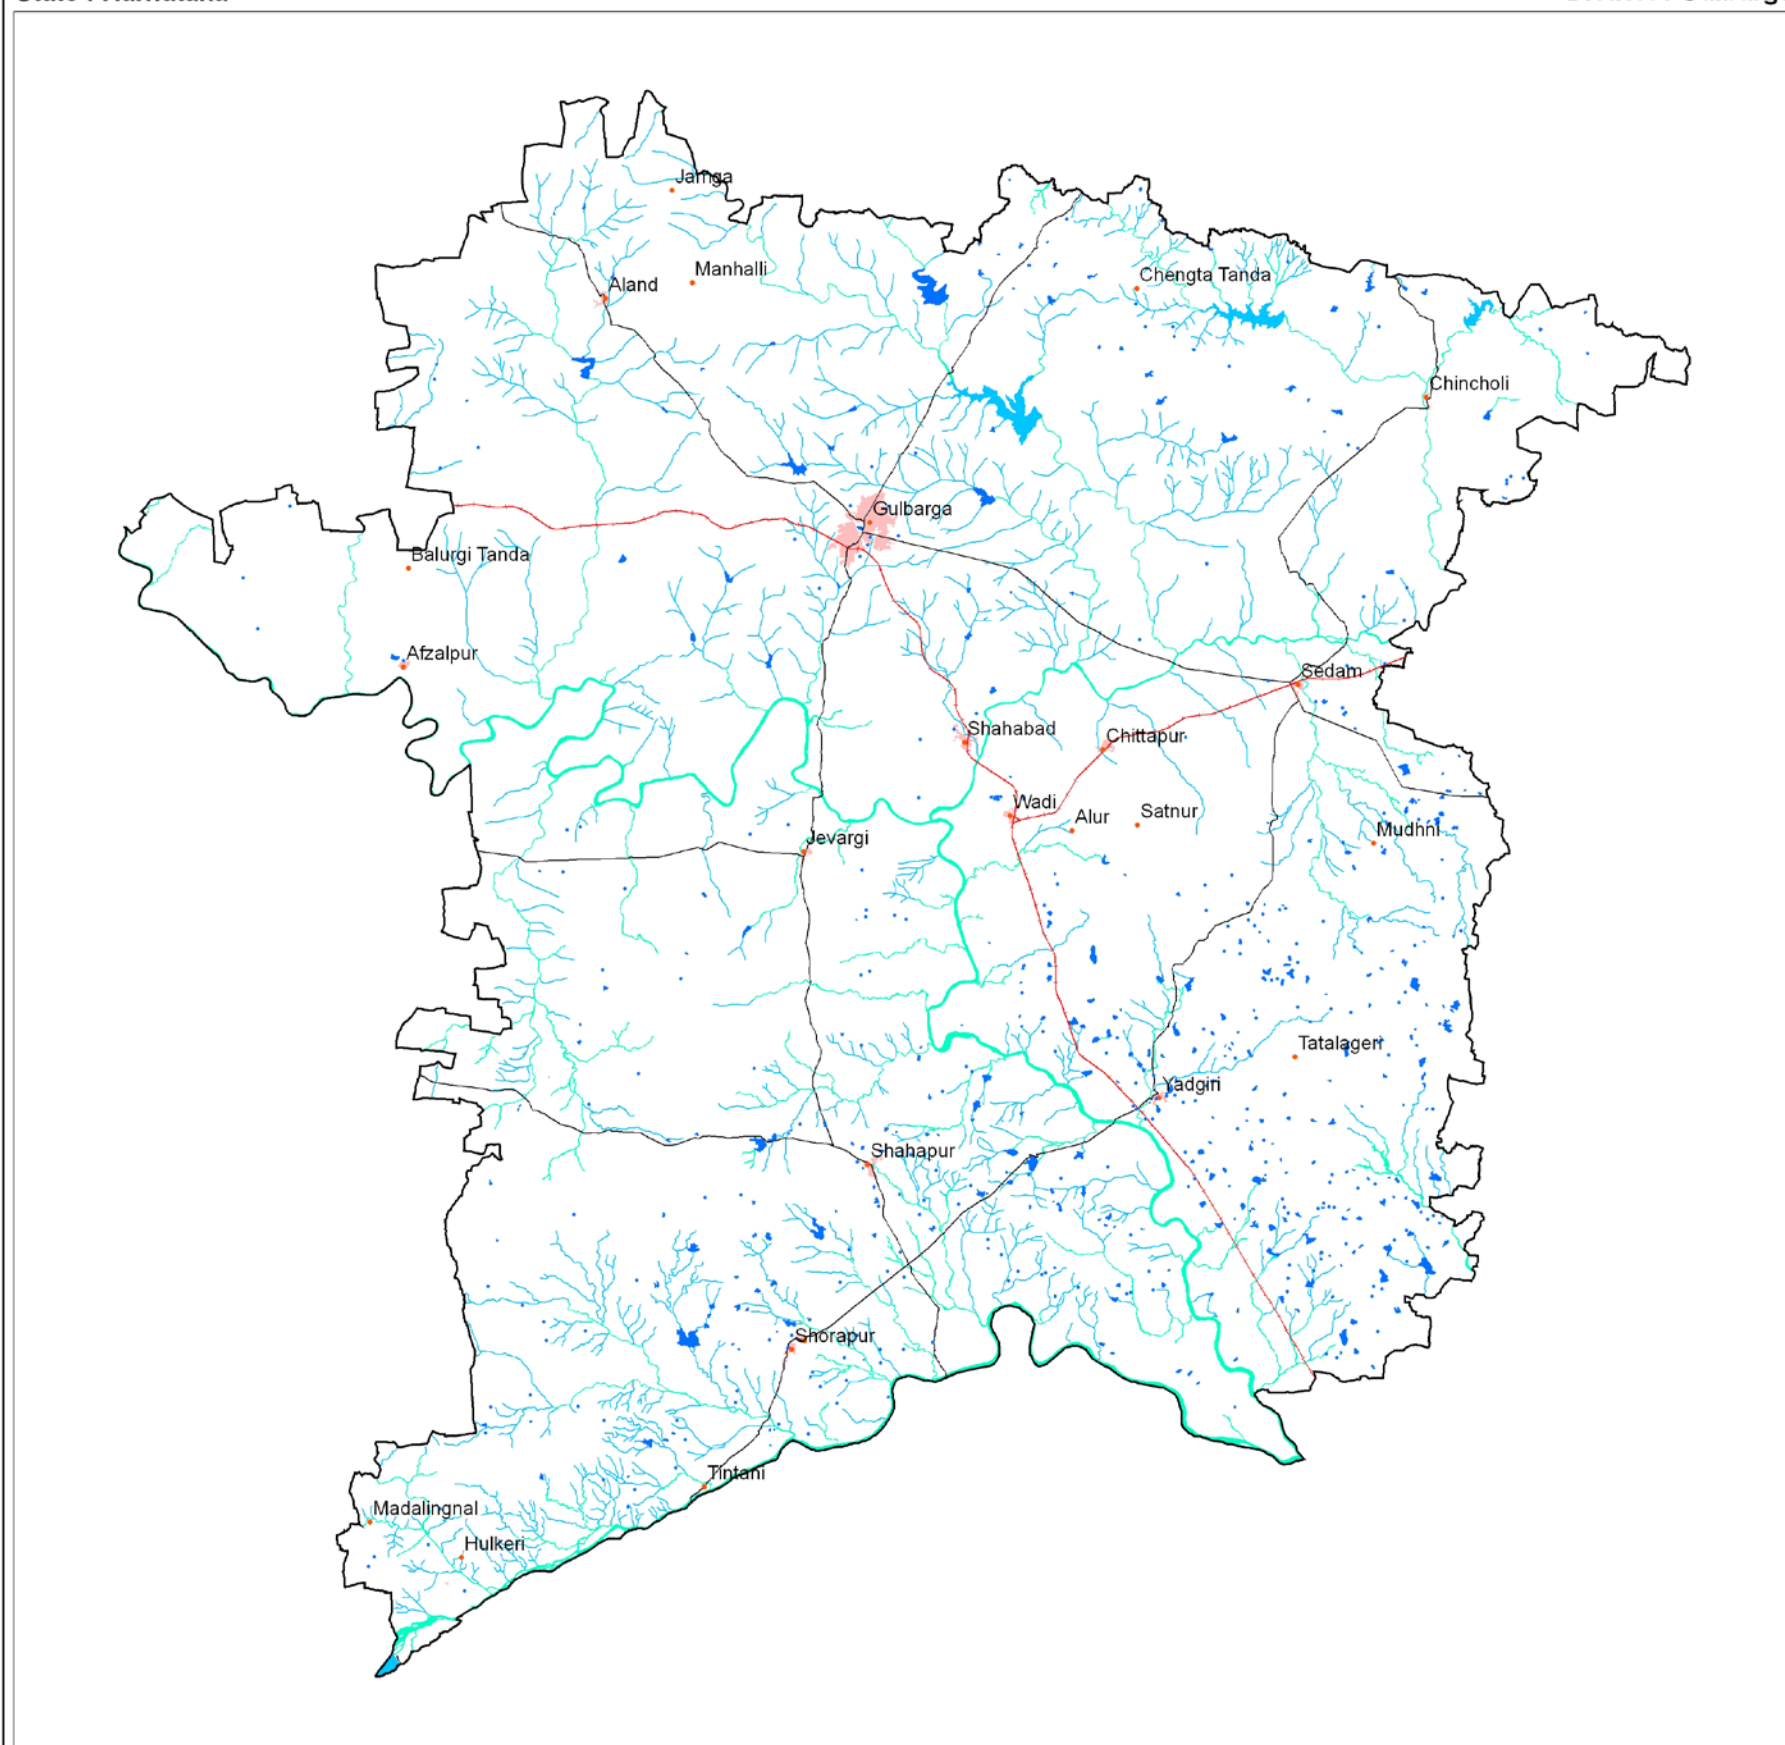 Jamga
Manhalli
Chengta Tanda
Aland
Chincholi
Gulbarga
Balurgi Tanda
Afzalpur
Sedam
Shahabad
Chittapur
Wadi
Alur
Satnur
Mudhnl
Jevargi
Tatalageri
Yadgiri
Shahapur
Shorapur
Tintani
Madalingnal
Hulkeri